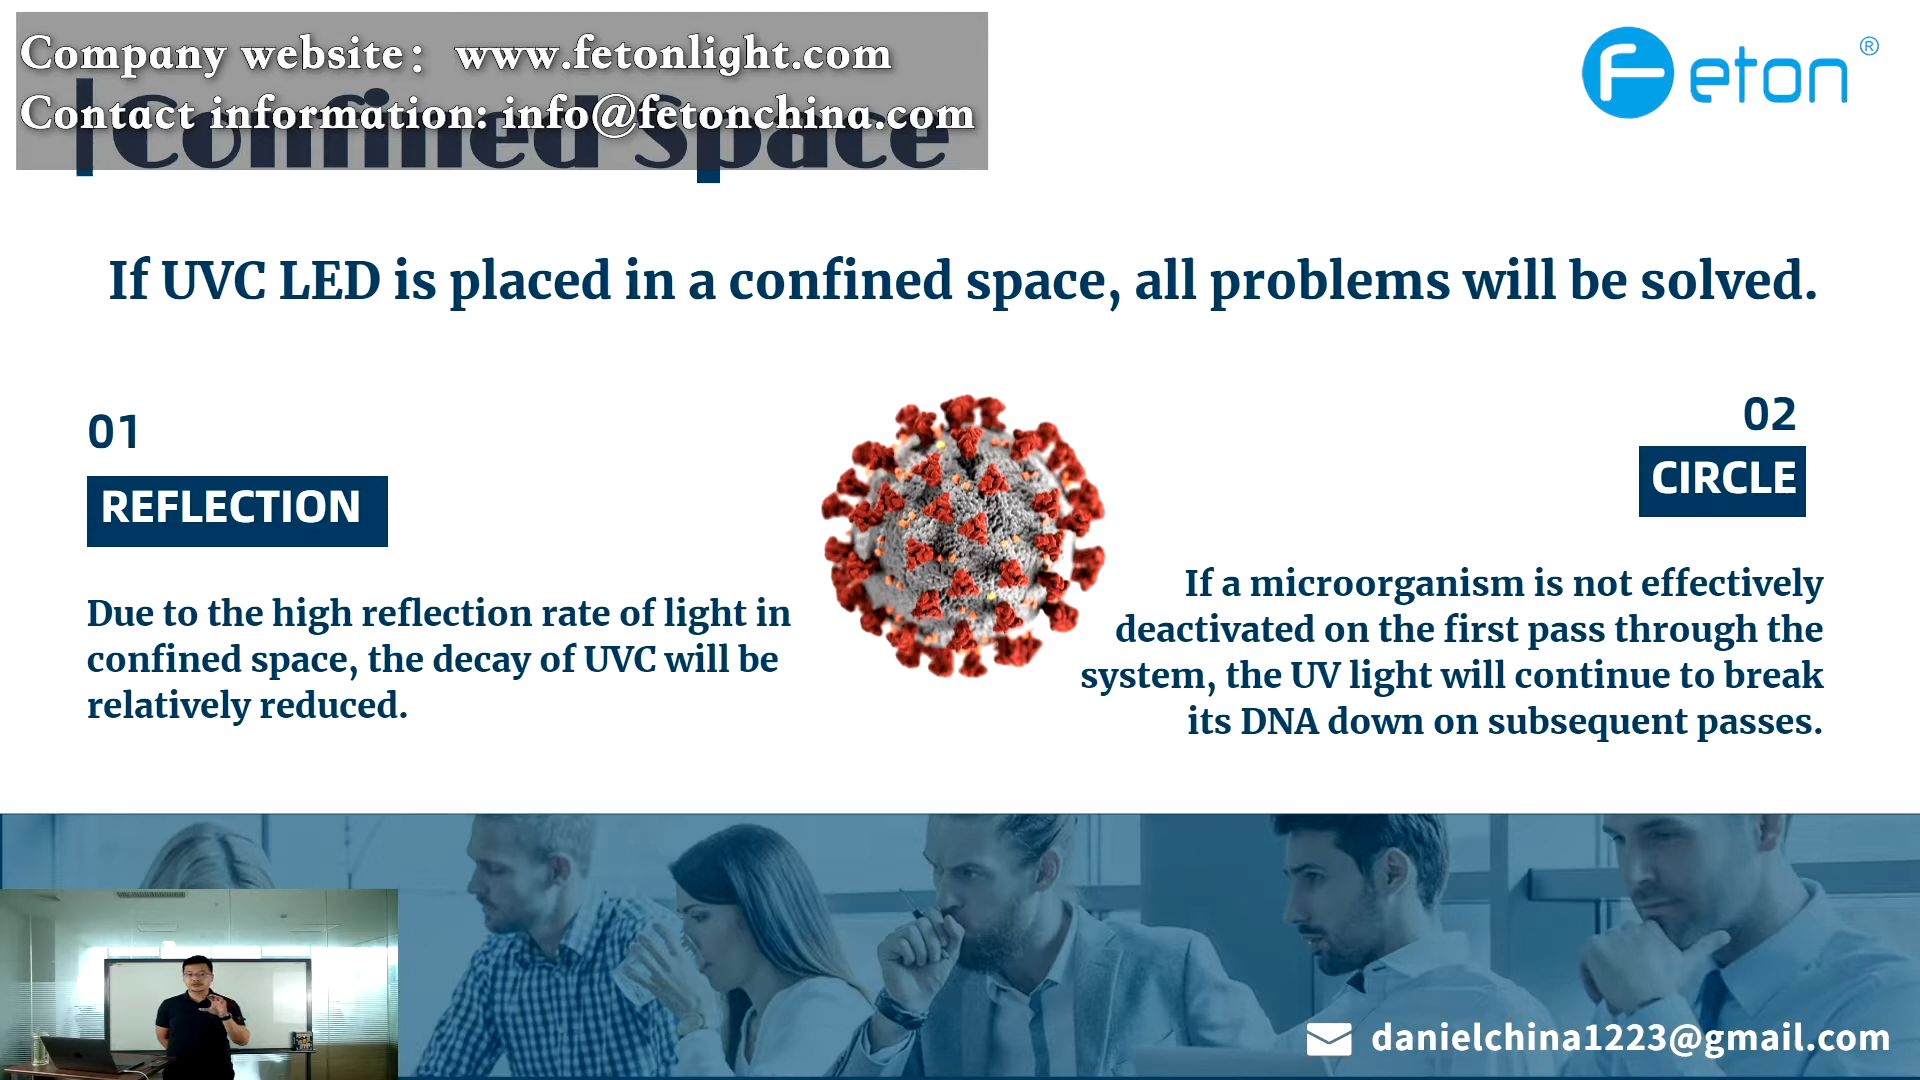 Company website：www.fetonlight.com
Contact information: info@fetonchina.com
Confined Space
Feton®
If UVC LED is placed in a confined space, all problems will be solved.
01
REFLECTION
Due to the high reflection rate of light in
confined space, the decay of UVC will be
relatively reduced.
02
CIRCLE
If a microorganism is not effectively
deactivated on the first pass through the
system, the UV light will continue to break
its DNA down on subsequent passes.
danielchina1223@gmail.com